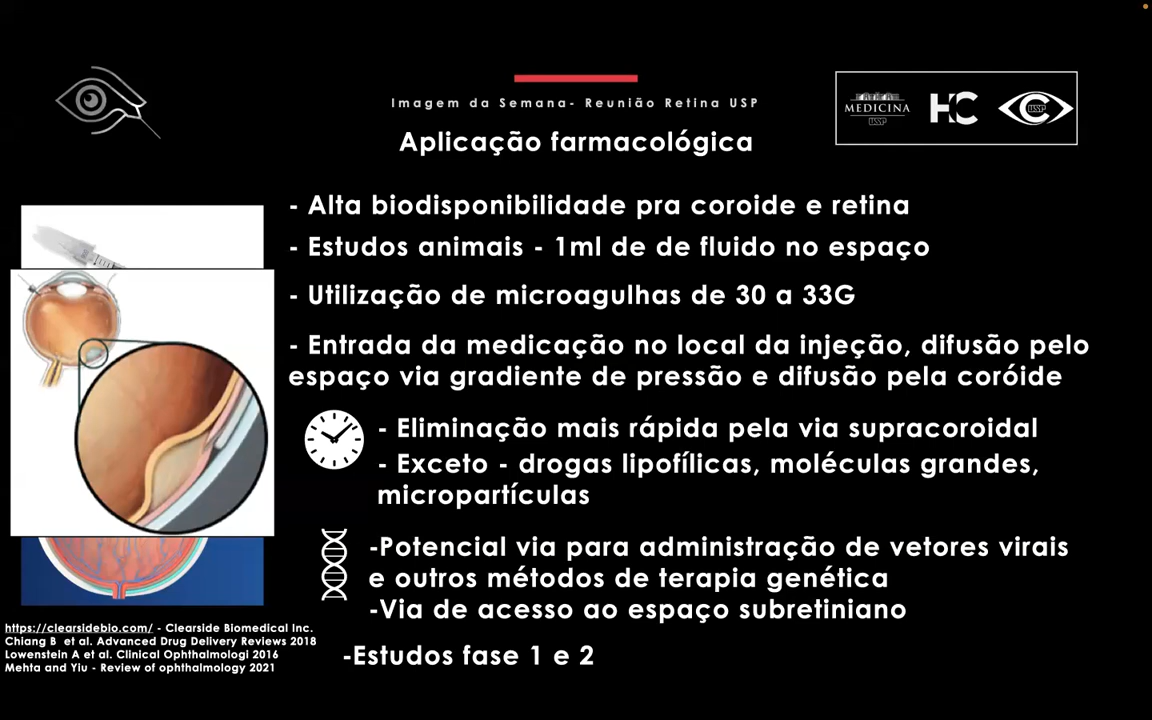 Imagem da Semana- Reunião Retina USP
MEDICINA
USP
HC
USP
Aplicação farmacológica
- Alta biodisponibilidade pra coroide e retina
- Estudos animais - 1ml de de fluido no espaço
- Utilização de microagulhas de 30 a 33G
- Entrada da medicação no local da injeção, difusão pelo
espaço via gradiente de pressão e difusão pela coróide
- Eliminação mais rápida pela via supracoroidal
- Exceto - drogas lipofílicas, moléculas grandes,
micropartículas
-Potencial via para administração de vetores virais
e outros métodos de terapia genética
-Via de acesso ao espaço subretiniano
-Estudos fase 1 e 2
https://clearsidebio.com/ - Clearside Biomedical Inc.
Chiang B et al. Advanced Drug Delivery Reviews 2018
Lowenstein A et al. Clinical Ophthalmologi 2016
Mehta and Yiu - Review of ophthalmology 2021